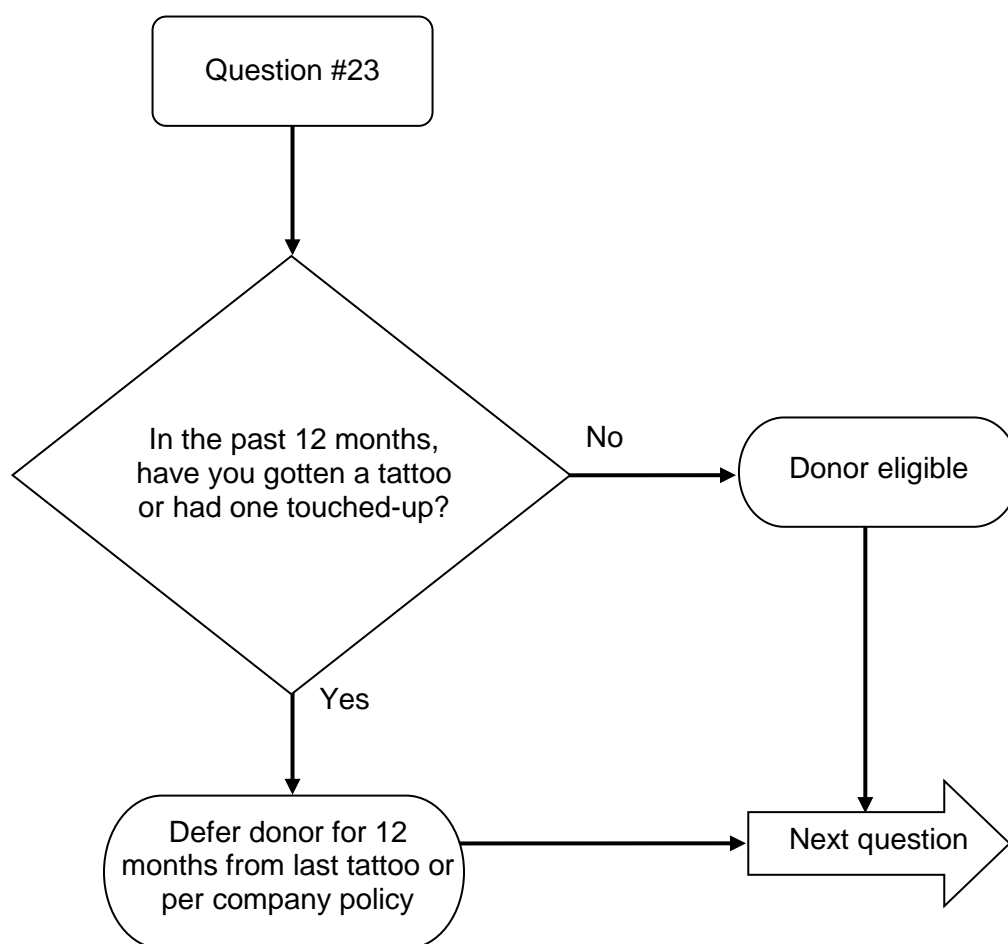 Question #23
In the past 12 months,
have you gotten a tattoo
or had one touched-up?
No
Donor eligible
Yes
Defer donor for 12
months from last tattoo or
per company policy
Next question